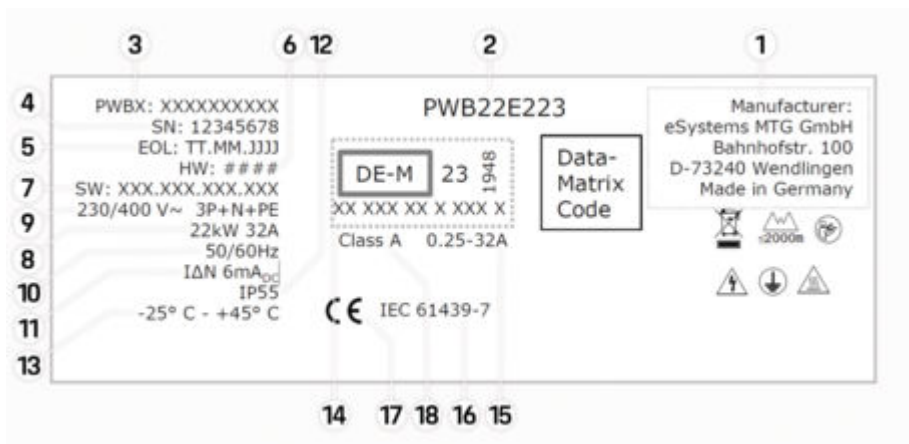 3
6 12
2
1
4
5
7
9
8
10
11
13
PWBX: XXXXXXXXXX
SN: 12345678
EOL: TT.MM.JJJJ
HW: ####
SW: XXX.XXX.XXX.XXX
230/400 V~ 3P+N+PE
22kW 32A
50/60Hz
IΔN 6mADC
IP55
-25° C - +45° C
PWB22E223
DE-M 23 1948
XX XXX XX X XXX X
Class A 0.25-32A
CE IEC 61439-7
Data-
Matrix
Code
Manufacturer:
eSystems MTG GmbH
Bahnhofstr. 100
D-73240 Wendlingen
Made in Germany
≤2000m
14 17 18 16 15